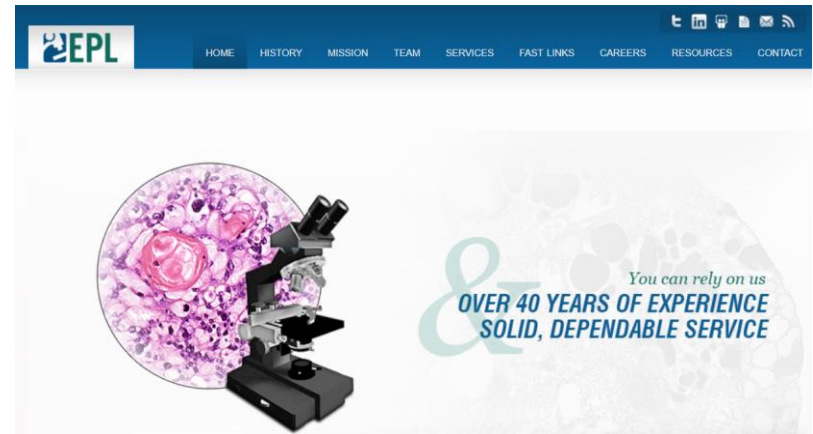 EPL
HOME HISTORY MISSION TEAM SERVICES FAST LINKS CAREERS RESOURCES CONTACT
&
You can rely on us
OVER 40 YEARS OF EXPERIENCE
SOLID, DEPENDABLE SERVICE